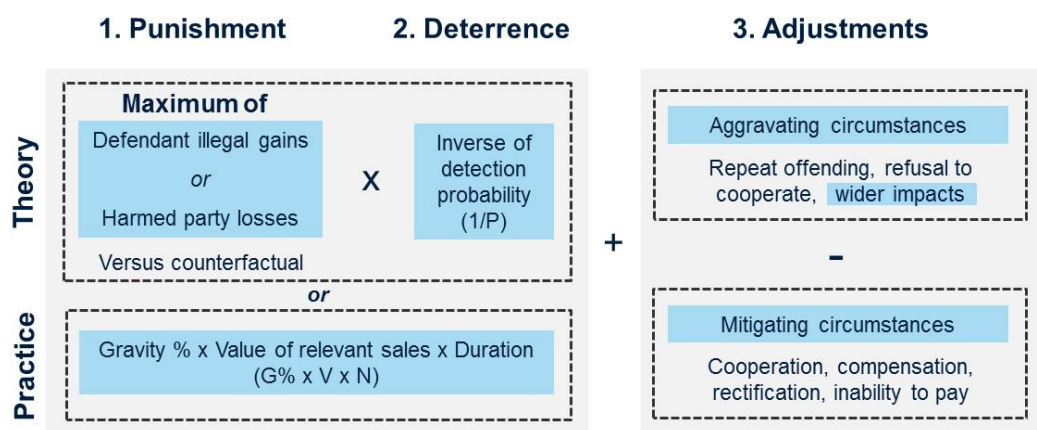 1. Punishment
2. Deterrence
3. Adjustments
Theory
Maximum of
Defendant illegal gains
or
Harmed party losses
Versus counterfactual
x
Inverse of
detection
probability
(1/P)
or
Practice
Gravity % x Value of relevant sales x Duration
(G% x V x N)
+
Aggravating circumstances
Repeat offending, refusal to
cooperate, wider impacts
-
Mitigating circumstances
Cooperation, compensation,
rectification, inability to pay